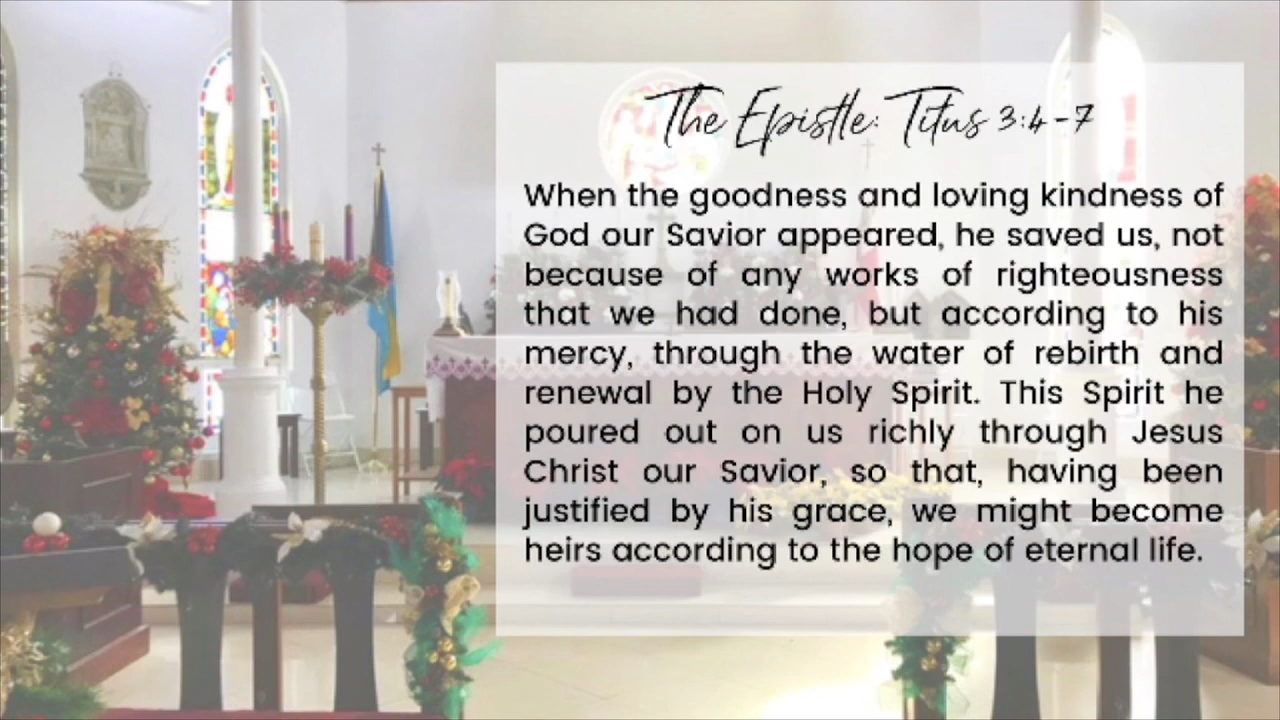 The Epistle: Titus 3:4-7
When the goodness and loving kindness of
God our Savior appeared, he saved us, not
because of any works of righteousness
that we had done, but according to his
mercy, through the water of rebirth and
renewal by the Holy Spirit. This Spirit he
poured out on us richly through Jesus
Christ our Savior, so that, having been
justified by his grace, we might become
heirs according to the hope of eternal life.